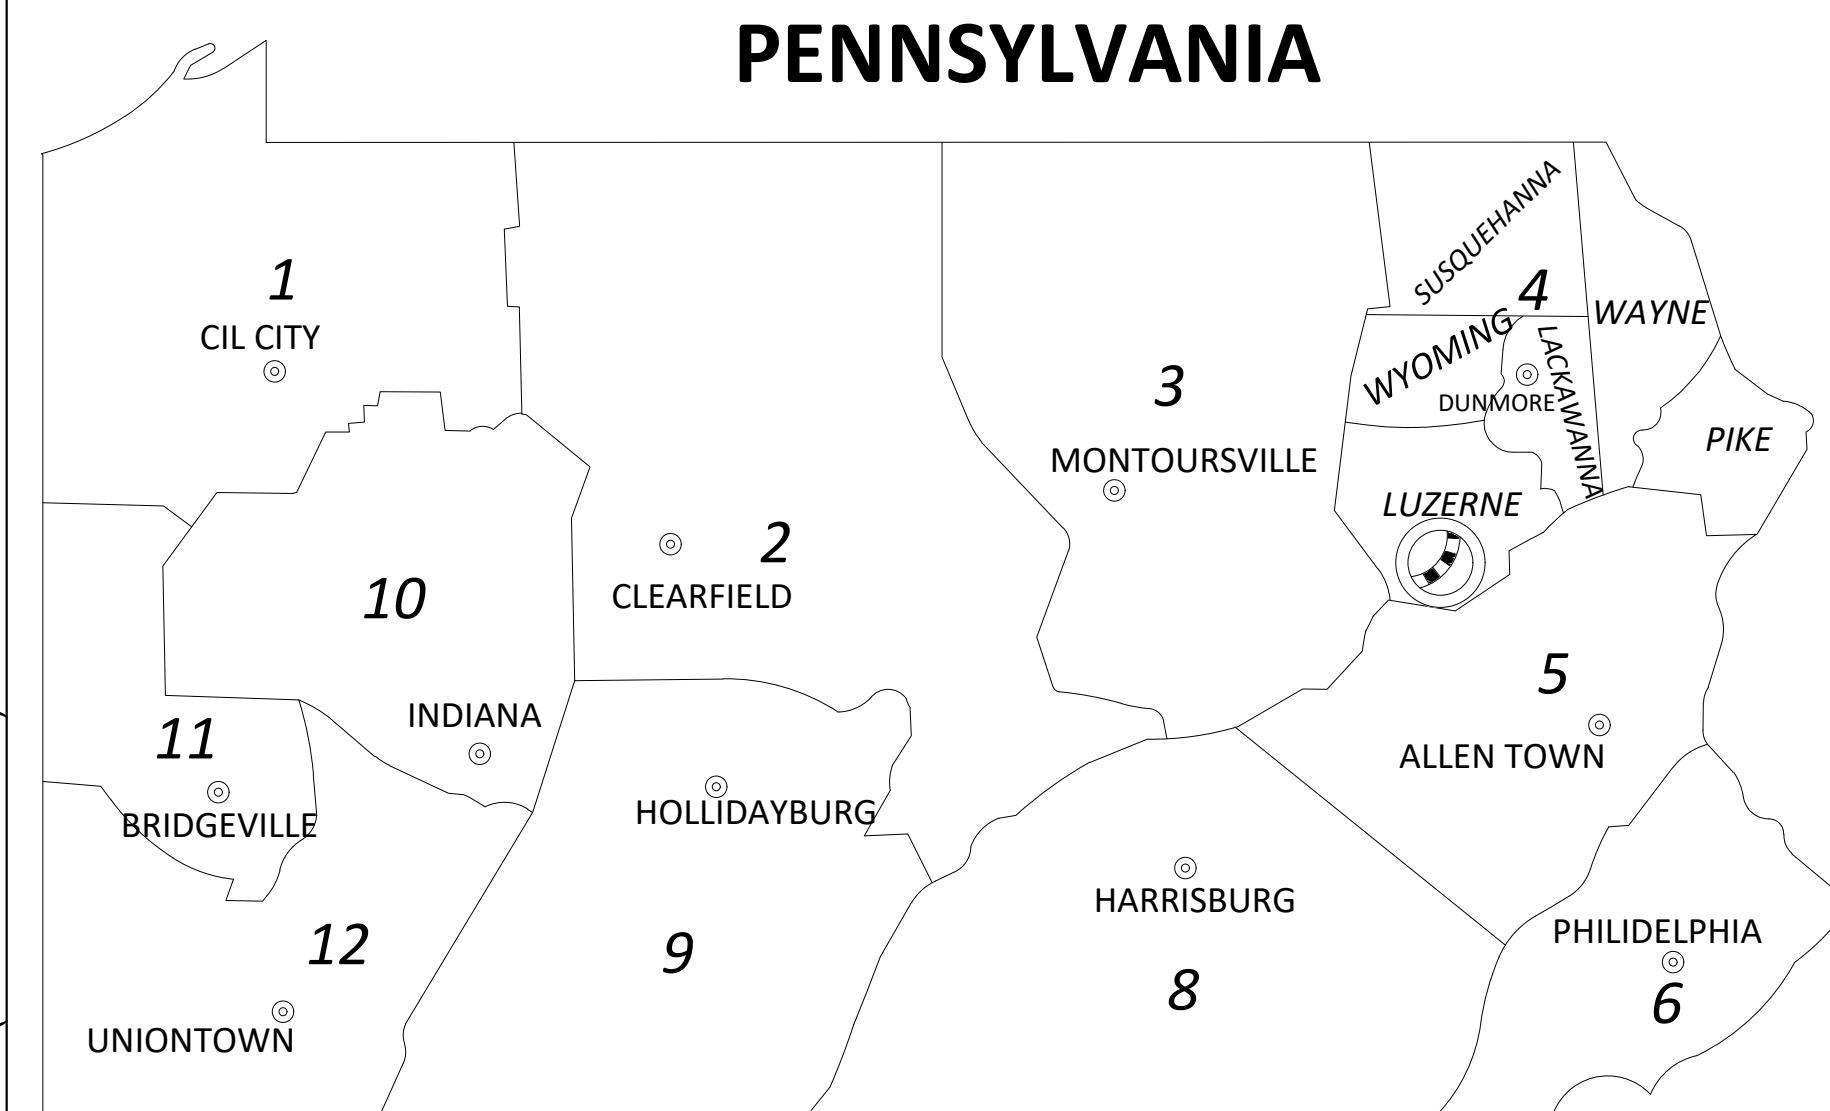 PENNSYLVANIA
SUSQUEHANNA
1
4
WAYNE
CIL CITY
WYOMING
LACKAWANNA
3
DUNMORE
PIKE
MONTOURSVILLE
LUZERNE
2
10
CLEARFIELD
5
INDIANA
11
ALLEN TOWN
HOLLIDAYBURG
BRIDGEVILLE
HARRISBURG
PHILIDELPHIA
12
9
8
6
UNIONTOWN